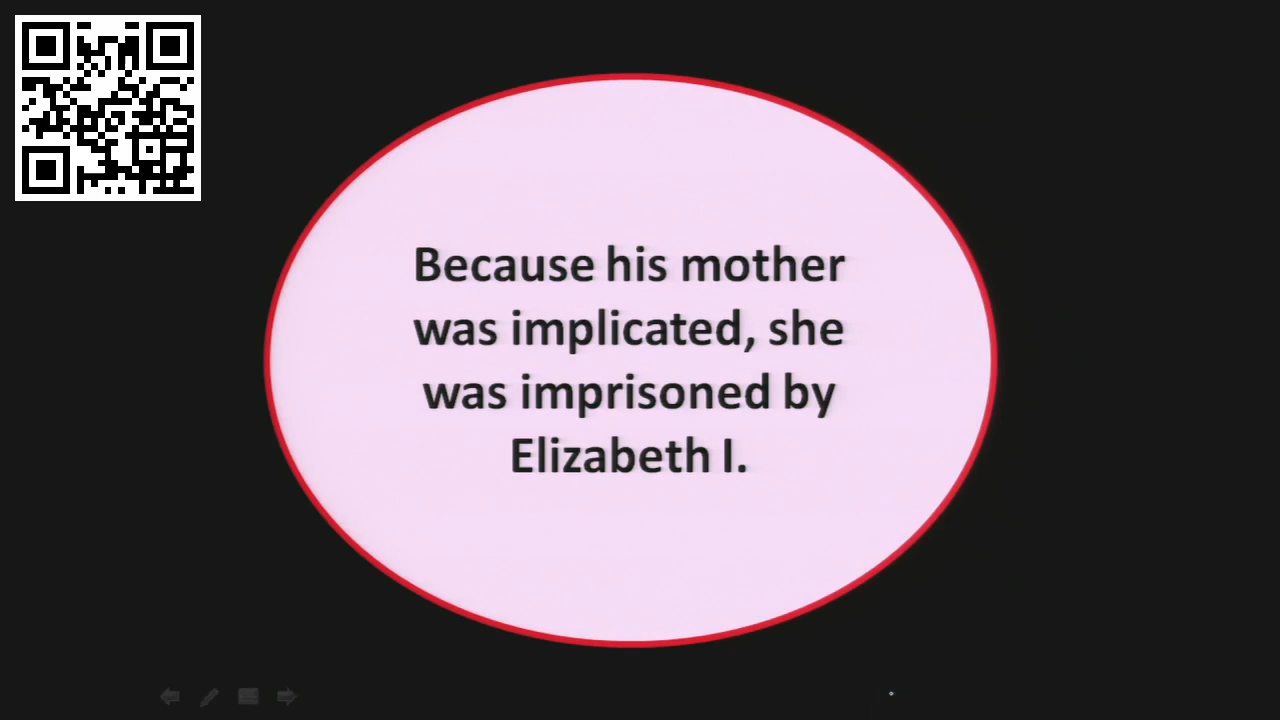 Because his mother
was implicated, she
was imprisoned by
Elizabeth I.